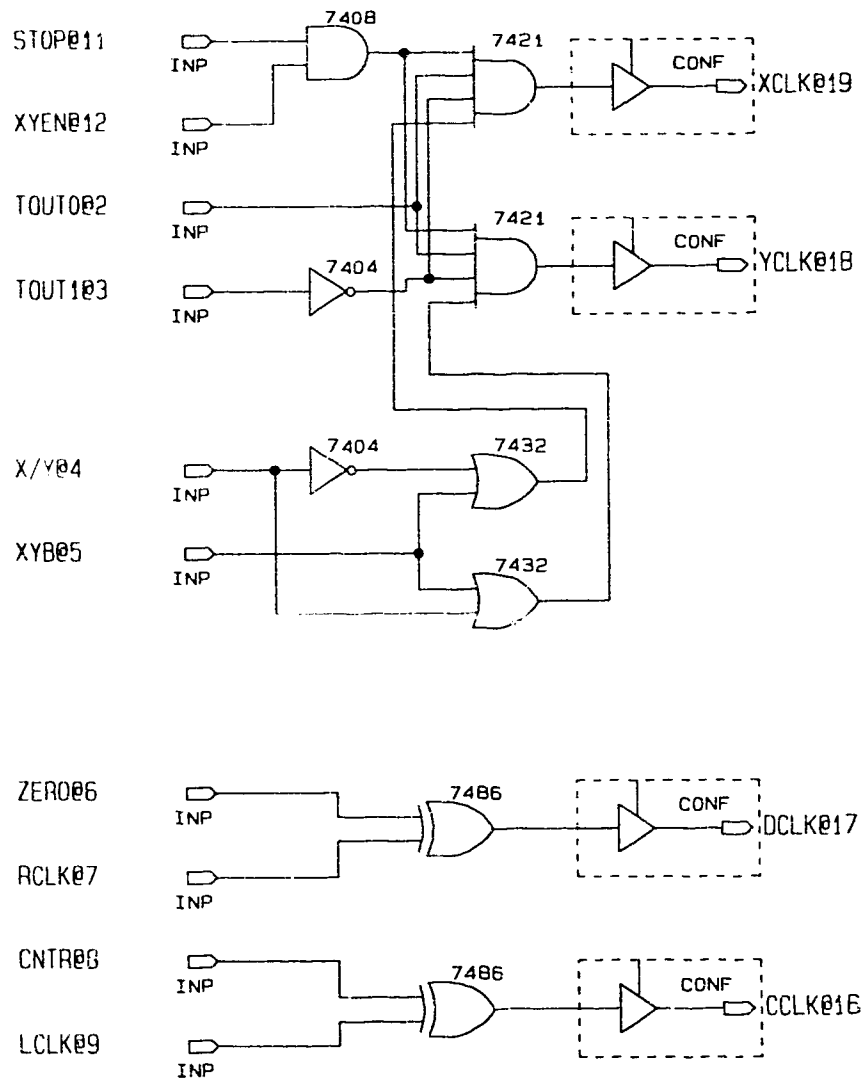 7408
STOP@11
INP
7421
CONF
XCLK@19
XYEN@12
INP
TOUT0@2
INP
7421
CONF
YCLK@18
TOUT1@3
INP
7404
X/Y@4
INP
7404
7432
XYB@5
INP
7432
ZERO@6
INP
7486
CONF
DCLK@17
RCLK@7
INP
CNTR@8
INP
7486
CONF
CCLK@16
LCLK@9
INP